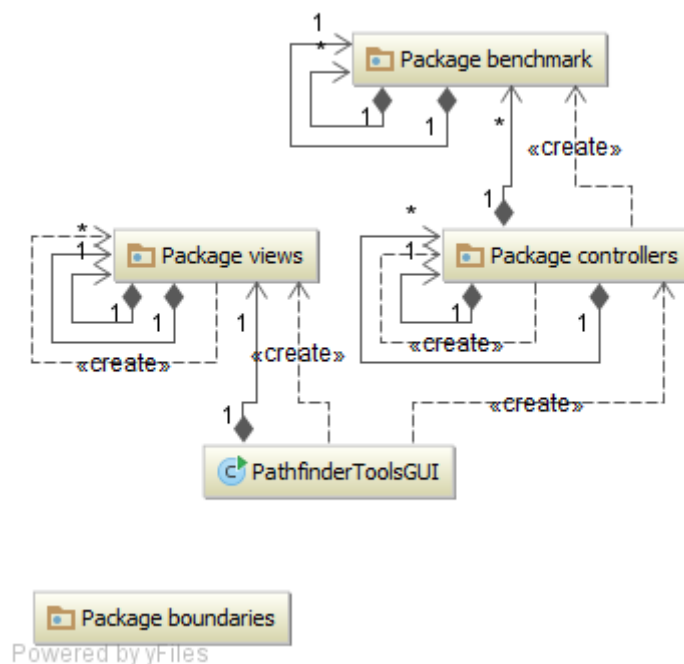 1
*
Package benchmark
1
1
*
«create»
1
*
*
1
1
Package views
Package controllers
1
1
1
1
1
«create»
«create»
«create»
«create»
1
PathfinderToolsGUI
Package boundaries
Powered by yFiles